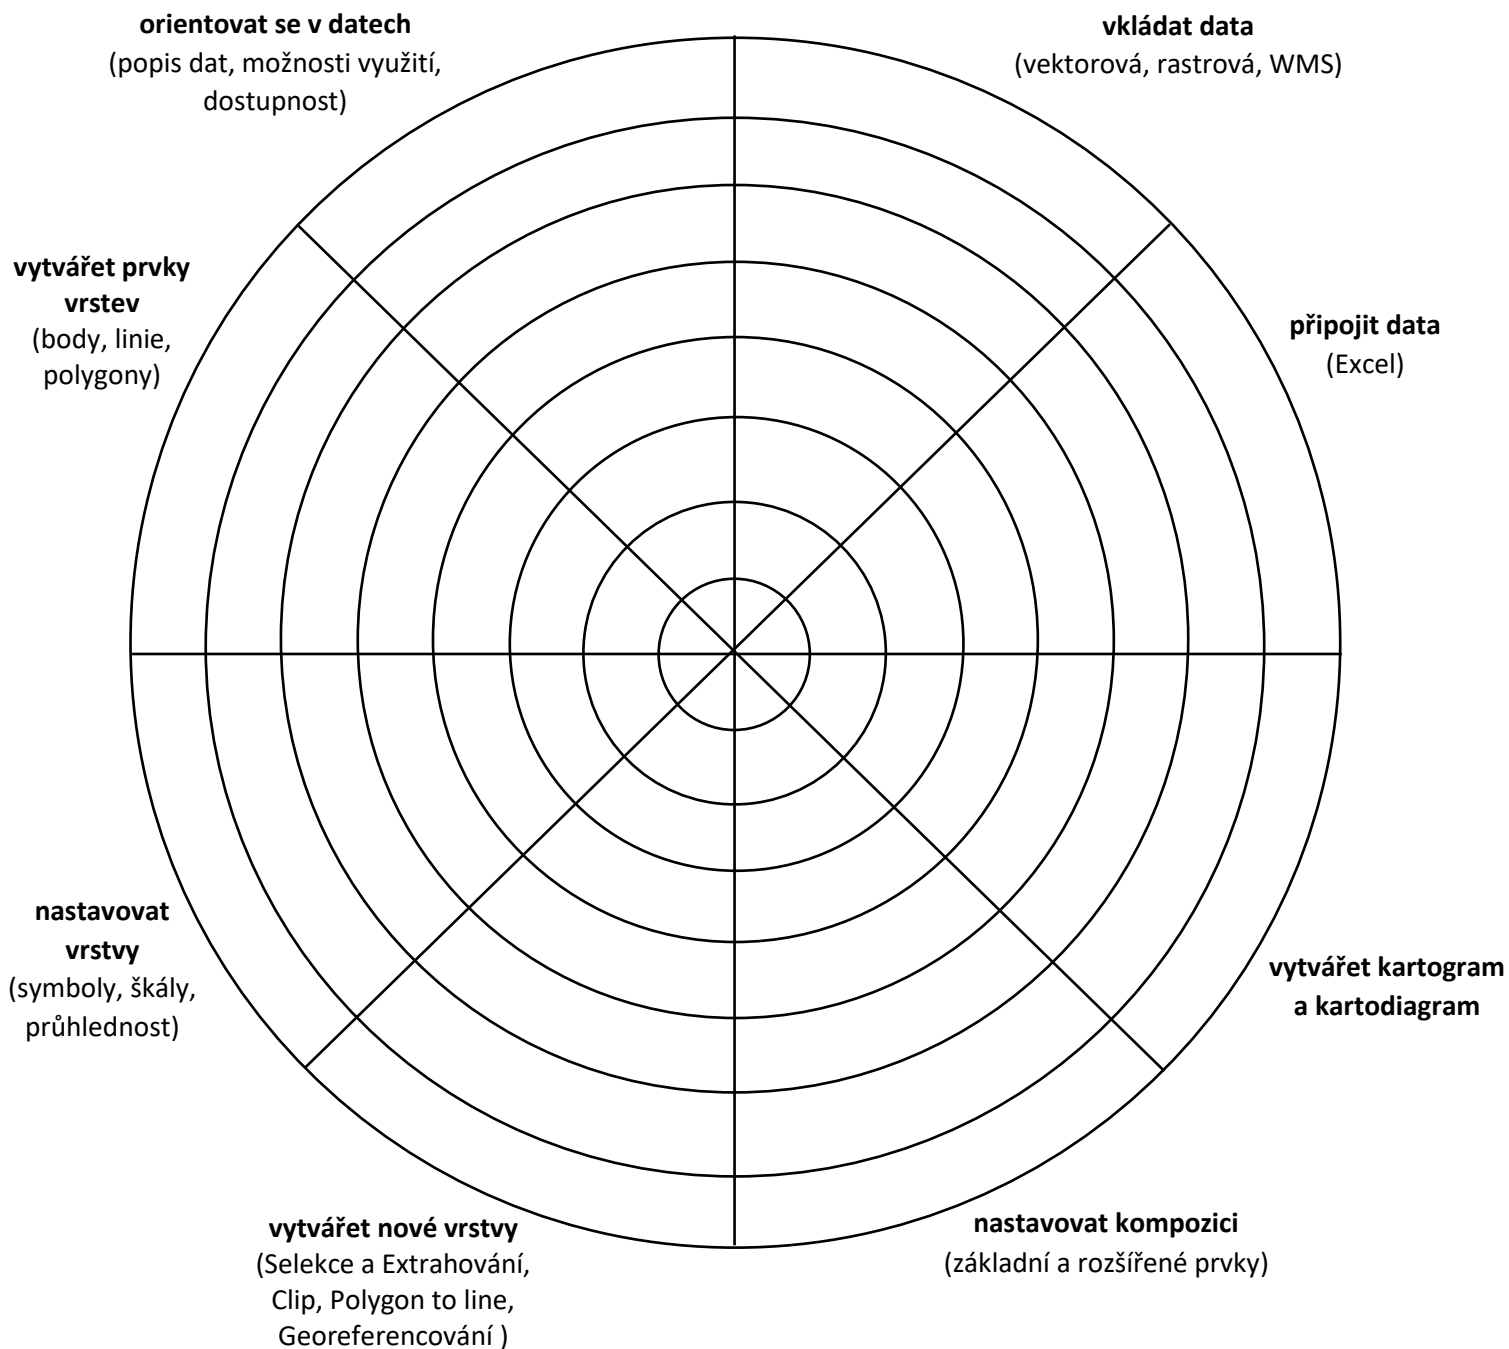 orientovat se v datech
(popis dat, možnosti využití,
dostupnost)
vkládat data
(vektorová, rastrová, WMS)
vytvářet prvky
vrstev
(body, linie,
polygony)
připojit data
(Excel)
nastavovat
vrstvy
(symboly, škály,
průhlednost)
vytvářet kartogram
a kartodiagram
vytvářet nové vrstvy
(Selekce a Extrahování,
Clip, Polygon to line,
Georeferencování )
nastavovat kompozici
(základní a rozšířené prvky)